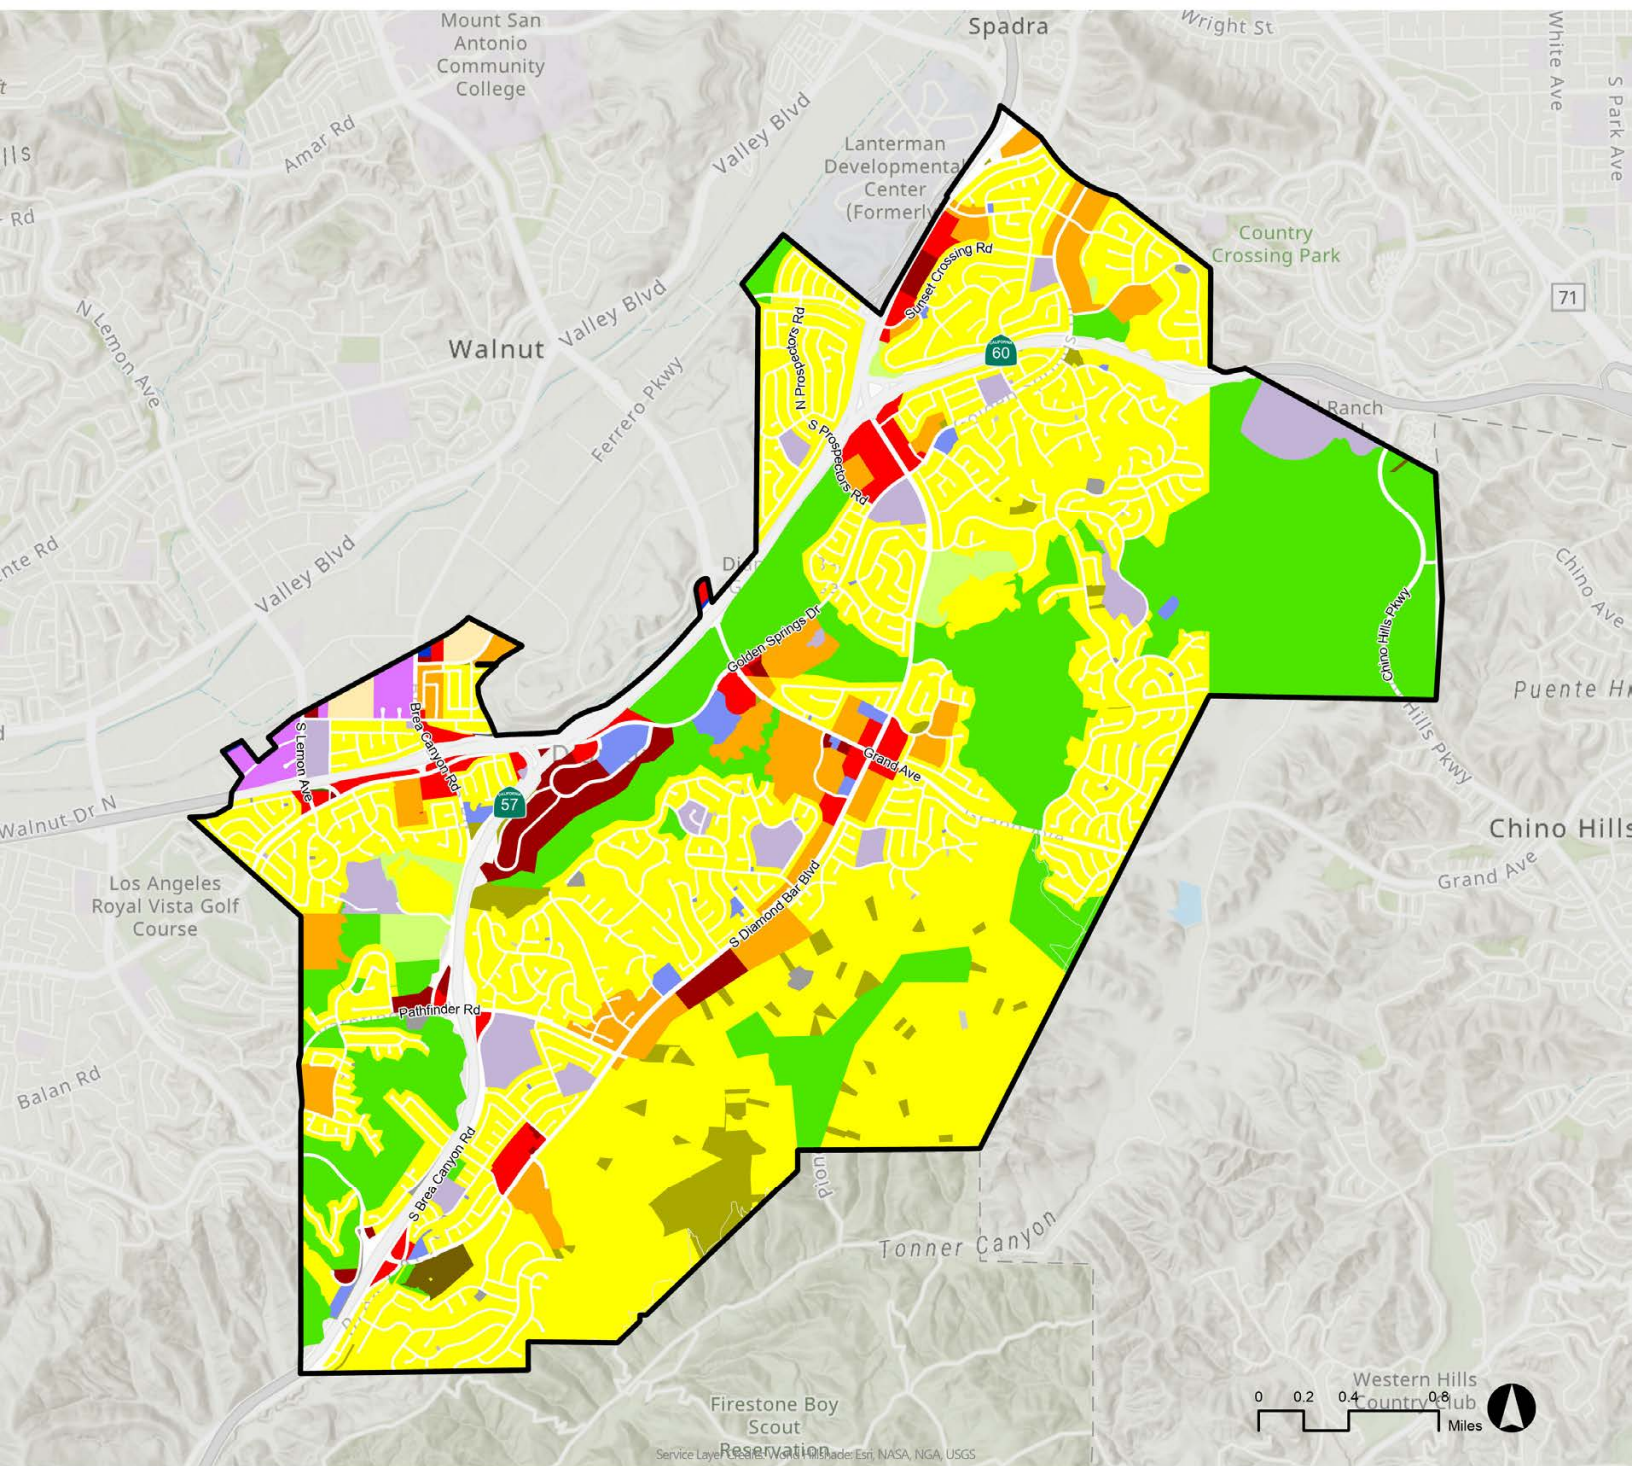 Mount San
Antonio
Community
College
Spadra
Wright St
White Ave
S Park Ave
Amar Rd
Valley Blvd
Lanterman
Developmental
Center
(Formerly
Rd
Country
Crossing Park
71
Sunset Crossing Rd
N Lemon Ave
Valley Blvd
Walnut
N Prospectors Rd
60
Ferrero Pkwy
Ranch
S Prospectors Rd
Valley Blvd
Chino Ave
Chino Hills Pkwy
Golden Springs Dr
Puente
Hills Pkwy
Brea Canyon Rd
S Lemon Ave
Grand Ave
57
Walnut Dr N
Chino Hills
Grand Ave
Los Angeles
Royal Vista Golf
Course
S Diamond Bar Blvd
Pathfinder Rd
Balan Rd
S Brea Canyon Rd
Tonner Canyon
Western Hills
Country Club
0 0.2 0.4 0.8
Miles
Firestone Boy
Scout
Reservation
Service Layer Credits: World Hillshade: Esri, NASA, NGA, USGS